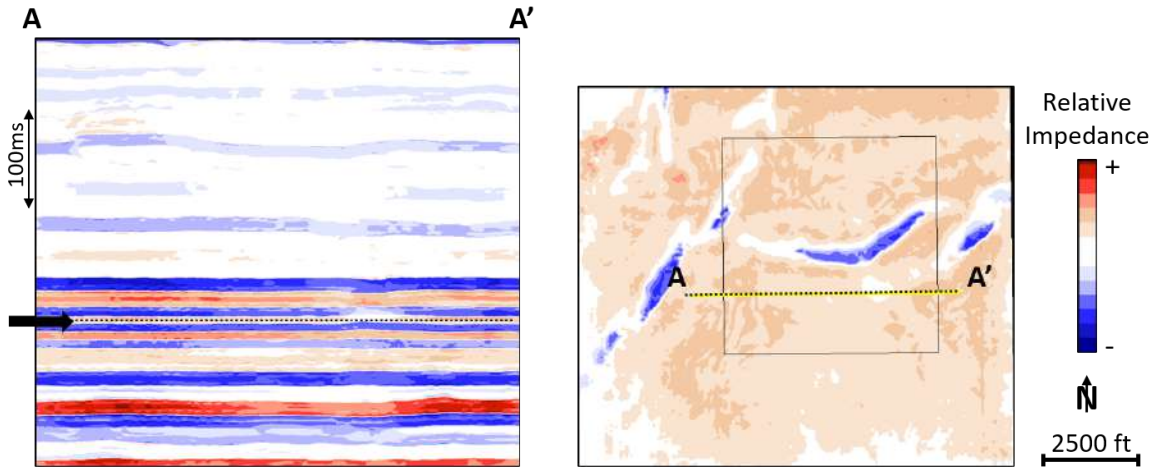 A
A'
100ms
A
A'
Relative
Impedance
+
-
N
2500 ft